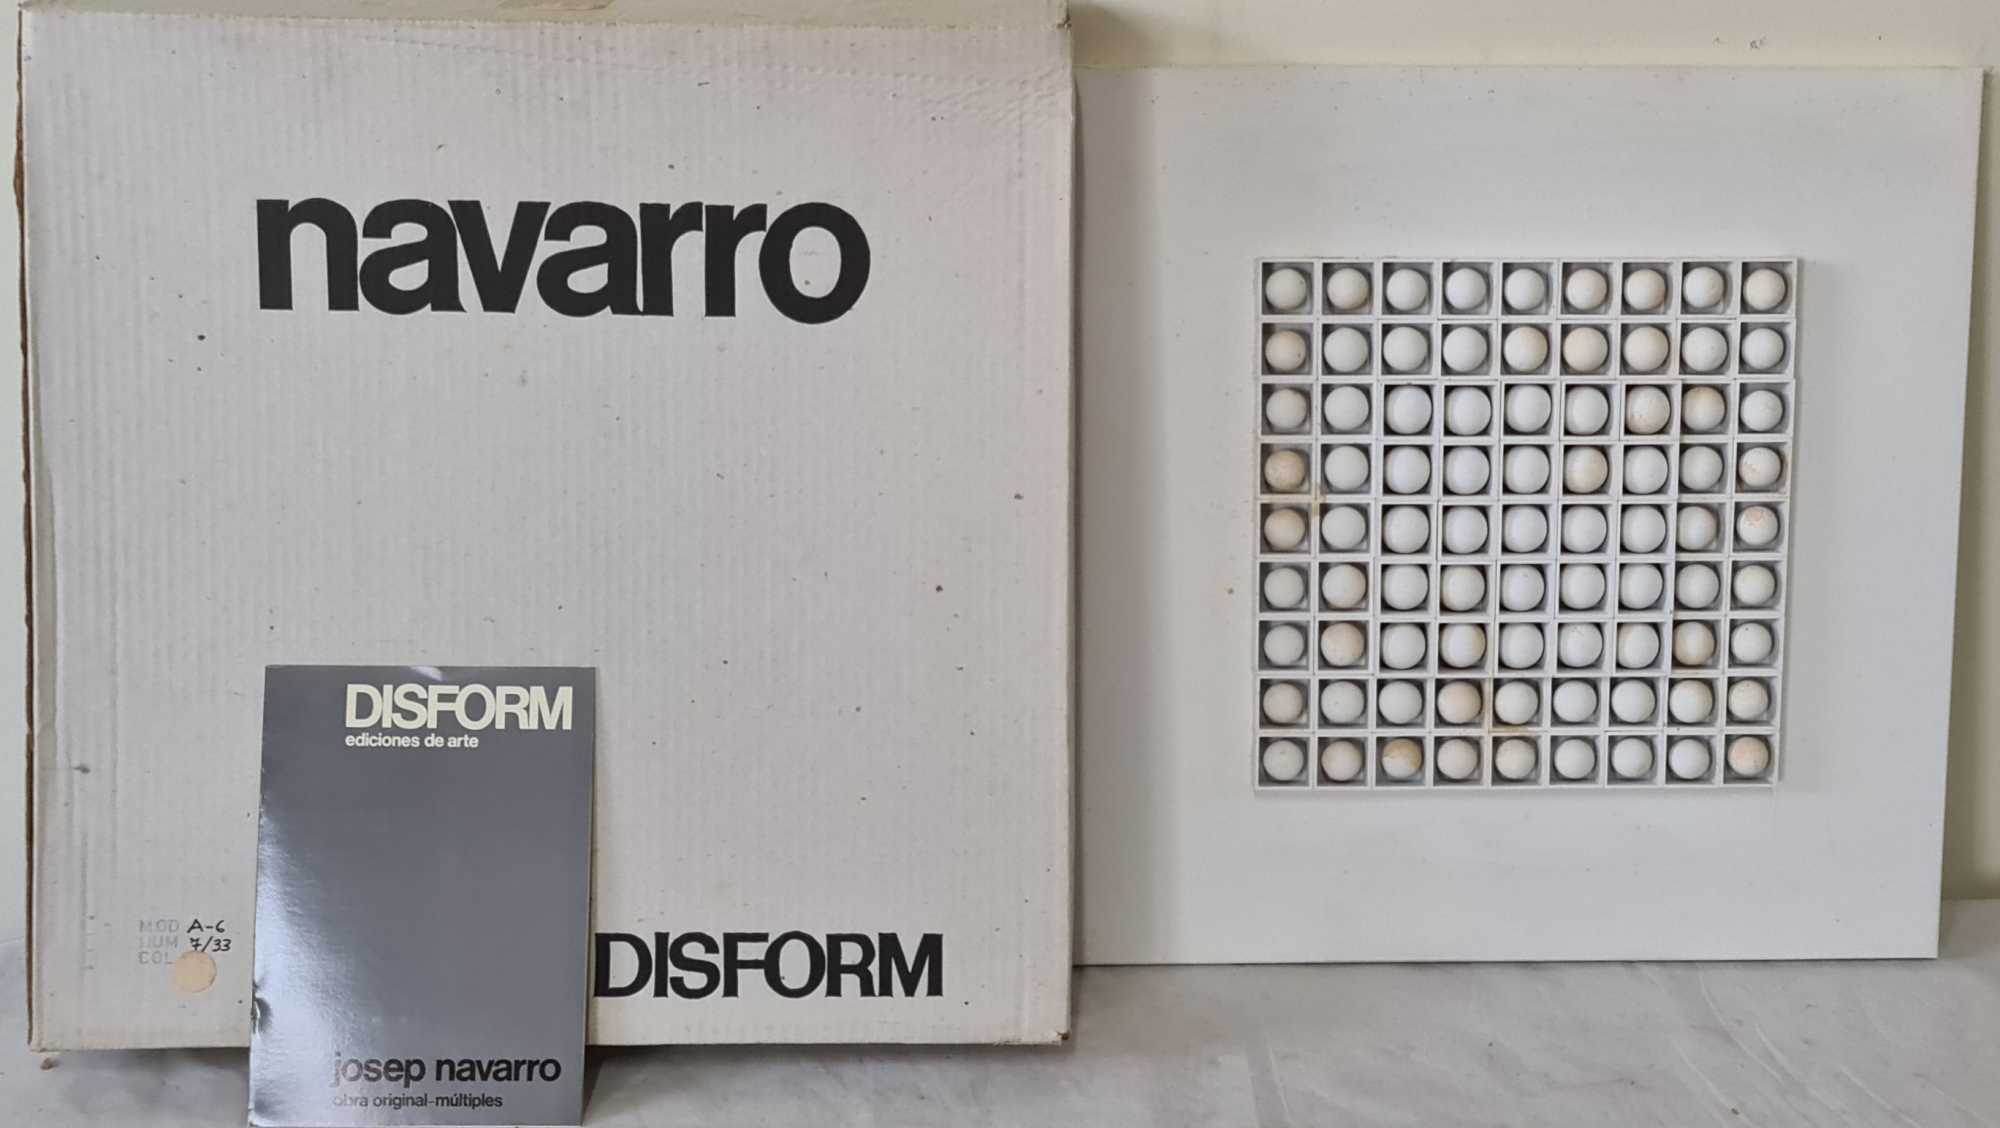 navarro
MOD A-6
NUM 7/33
COL
DISFORM
DISFORM
ediciones de arte
josep navarro
obra original-múltiples